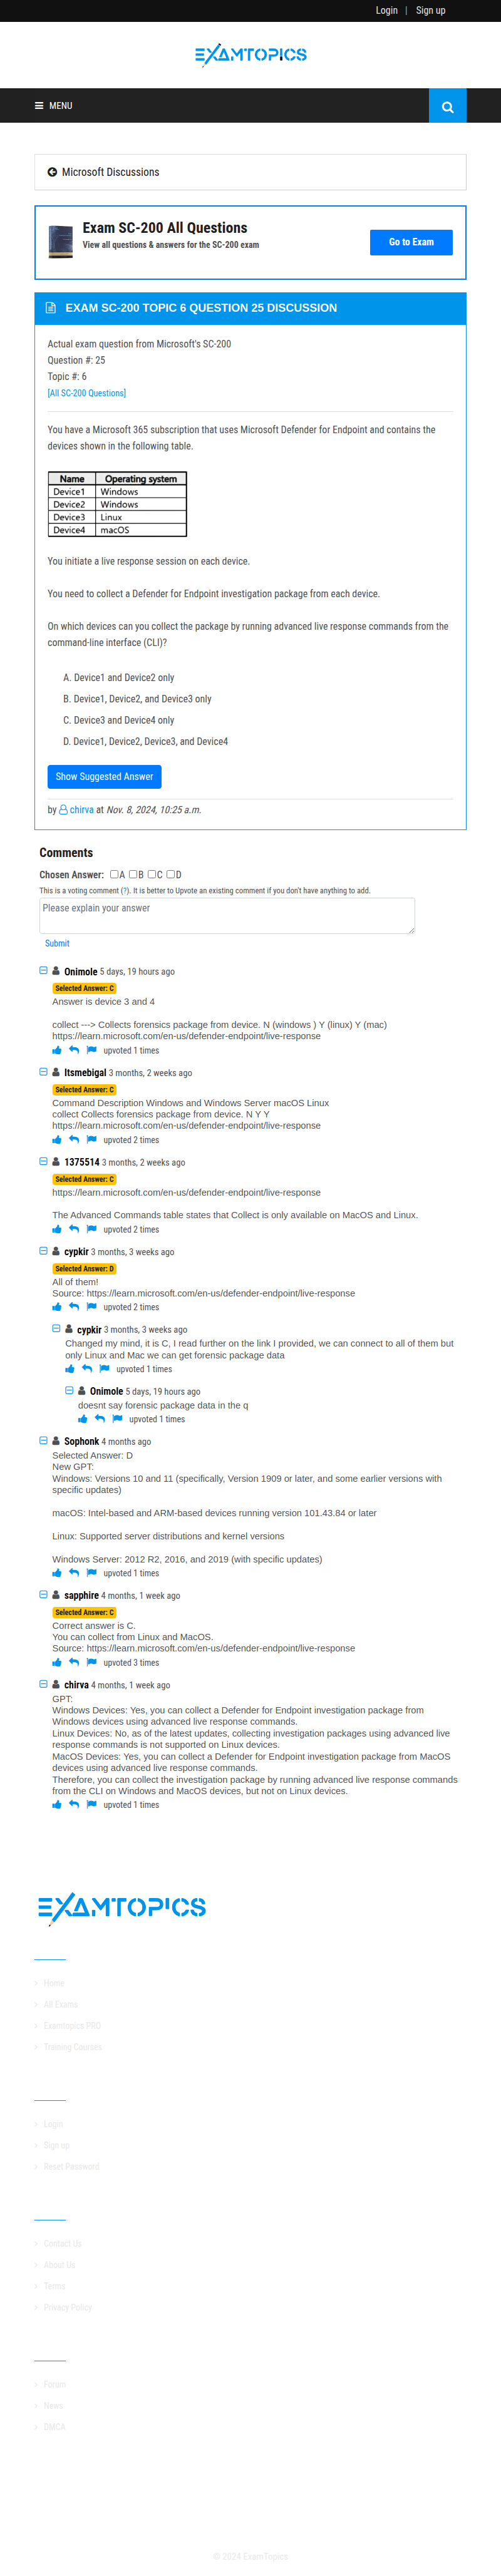 Login | Sign up
EXAMTOPICS
MENU
Microsoft Discussions
Exam SC-200 All Questions
View all questions & answers for the SC-200 exam
Go to Exam
EXAM SC-200 TOPIC 6 QUESTION 25 DISCUSSION
Actual exam question from Microsoft's SC-200
Question #: 25
Topic #: 6
[All SC-200 Questions]
You have a Microsoft 365 subscription that uses Microsoft Defender for Endpoint and contains the
devices shown in the following table.
Name Operating system
Device1 Windows
Device2 Windows
Device3 Linux
Device4 macOS
You initiate a live response session on each device.
You need to collect a Defender for Endpoint investigation package from each device.
On which devices can you collect the package by running advanced live response commands from the
command-line interface (CLI)?
A. Device1 and Device2 only
B. Device1, Device2, and Device3 only
C. Device3 and Device4 only
D. Device1, Device2, Device3, and Device4
Show Suggested Answer
by chirva at Nov. 8, 2024, 10:25 a.m.
Comments
Chosen Answer: A B C D
This is a voting comment (?). It is better to Upvote an existing comment if you don't have anything to add.
Please explain your answer
Submit
Onimole 5 days, 19 hours ago
Selected Answer: C
Answer is device 3 and 4
collect ---> Collects forensics package from device. N (windows ) Y (linux) Y (mac)
https://learn.microsoft.com/en-us/defender-endpoint/live-response
upvoted 1 times
Itsmebigal 3 months, 2 weeks ago
Selected Answer: C
Command Description Windows and Windows Server macOS Linux
collect Collects forensics package from device. N Y Y
https://learn.microsoft.com/en-us/defender-endpoint/live-response
upvoted 2 times
1375514 3 months, 2 weeks ago
Selected Answer: C
https://learn.microsoft.com/en-us/defender-endpoint/live-response
The Advanced Commands table states that Collect is only available on MacOS and Linux.
upvoted 2 times
cypkir 3 months, 3 weeks ago
Selected Answer: D
All of them!
Source: https://learn.microsoft.com/en-us/defender-endpoint/live-response
upvoted 2 times
cypkir 3 months, 3 weeks ago
Changed my mind, it is C, I read further on the link I provided, we can connect to all of them but
only Linux and Mac we can get forensic package data
upvoted 1 times
Onimole 5 days, 19 hours ago
doesnt say forensic package data in the q
upvoted 1 times
Sophonk 4 months ago
Selected Answer: D
New GPT:
Windows: Versions 10 and 11 (specifically, Version 1909 or later, and some earlier versions with
specific updates)
macOS: Intel-based and ARM-based devices running version 101.43.84 or later
Linux: Supported server distributions and kernel versions
Windows Server: 2012 R2, 2016, and 2019 (with specific updates)
upvoted 1 times
sapphire 4 months, 1 week ago
Selected Answer: C
Correct answer is C.
You can collect from Linux and MacOS.
Source: https://learn.microsoft.com/en-us/defender-endpoint/live-response
upvoted 3 times
chirva 4 months, 1 week ago
GPT:
Windows Devices: Yes, you can collect a Defender for Endpoint investigation package from
Windows devices using advanced live response commands.
Linux Devices: No, as of the latest updates, collecting investigation packages using advanced live
response commands is not supported on Linux devices.
MacOS Devices: Yes, you can collect a Defender for Endpoint investigation package from MacOS
devices using advanced live response commands.
Therefore, you can collect the investigation package by running advanced live response commands
from the CLI on Windows and MacOS devices, but not on Linux devices.
upvoted 1 times
EXAMTOPICS
Home
All Exams
Examtopics PRO
Training Courses
Login
Sign up
Reset Password
Contact Us
About Us
Terms
Privacy Policy
Forum
News
DMCA
© 2024 ExamTopics